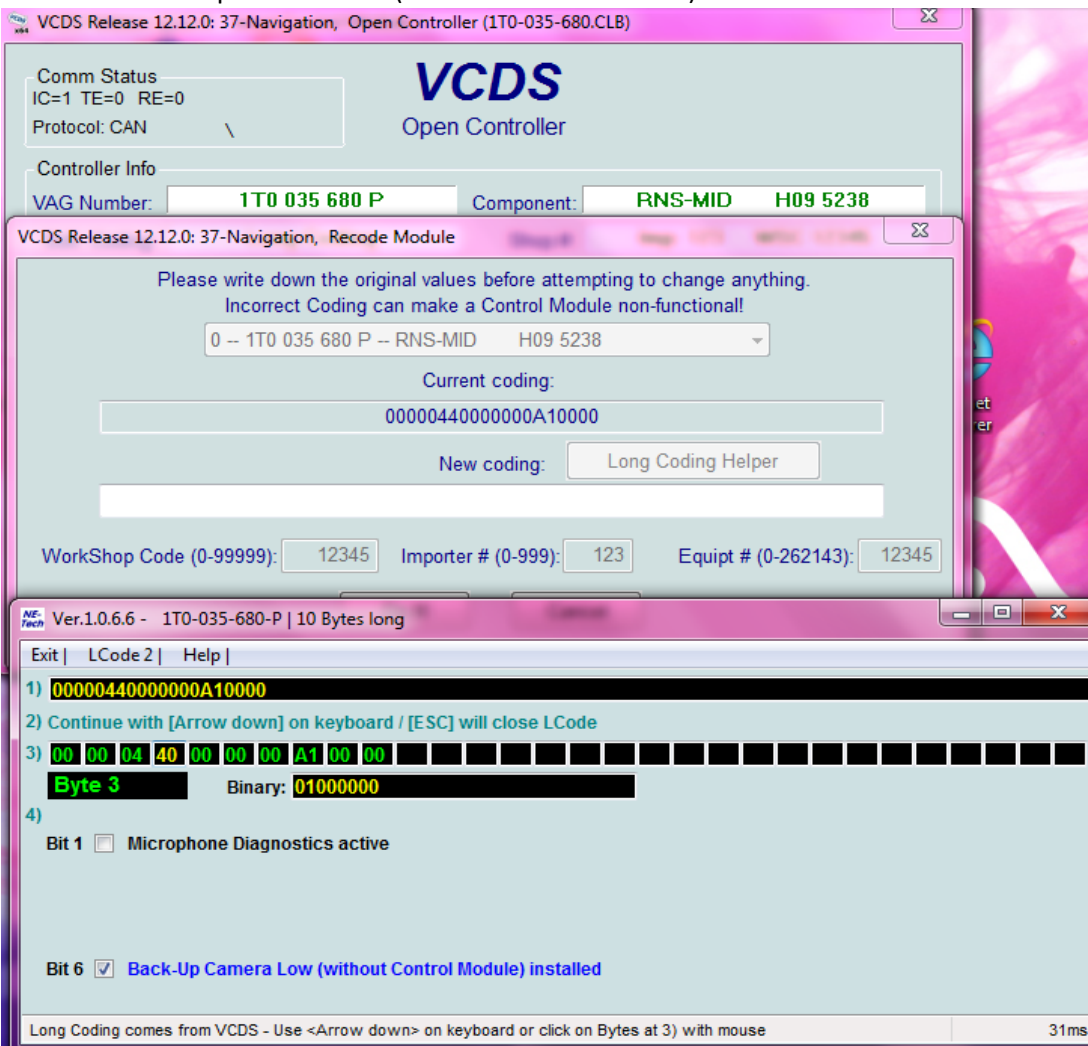 VCDS Release 12.12.0: 37-Navigation, Open Controller (1T0-035-680.CLB)
Comm Status
IC=1 TE=0 RE=0
Protocol: CAN \
VCDS
Open Controller
Controller Info
VAG Number: 1T0 035 680 P Component: RNS-MID H09 5238
VCDS Release 12.12.0: 37-Navigation, Recode Module
Please write down the original values before attempting to change anything.
Incorrect Coding can make a Control Module non-functional!
0 -- 1T0 035 680 P -- RNS-MID H09 5238
Current coding:
00000440000000A10000
New coding: Long Coding Helper
WorkShop Code (0-99999): 12345 Importer # (0-999): 123 Equipt # (0-262143): 12345
NE-Tech Ver.1.0.6.6 - 1T0-035-680-P | 10 Bytes long
Exit | LCode 2 | Help |
1) 00000440000000A10000
2) Continue with [Arrow down] on keyboard / [ESC] will close LCode
3) 00 00 04 40 00 00 00 A1 00 00
Byte 3 Binary: 01000000
4)
Bit 1 Microphone Diagnostics active
Bit 6 Back-Up Camera Low (without Control Module) installed
Long Coding comes from VCDS - Use <Arrow down> on keyboard or click on Bytes at 3) with mouse 31ms